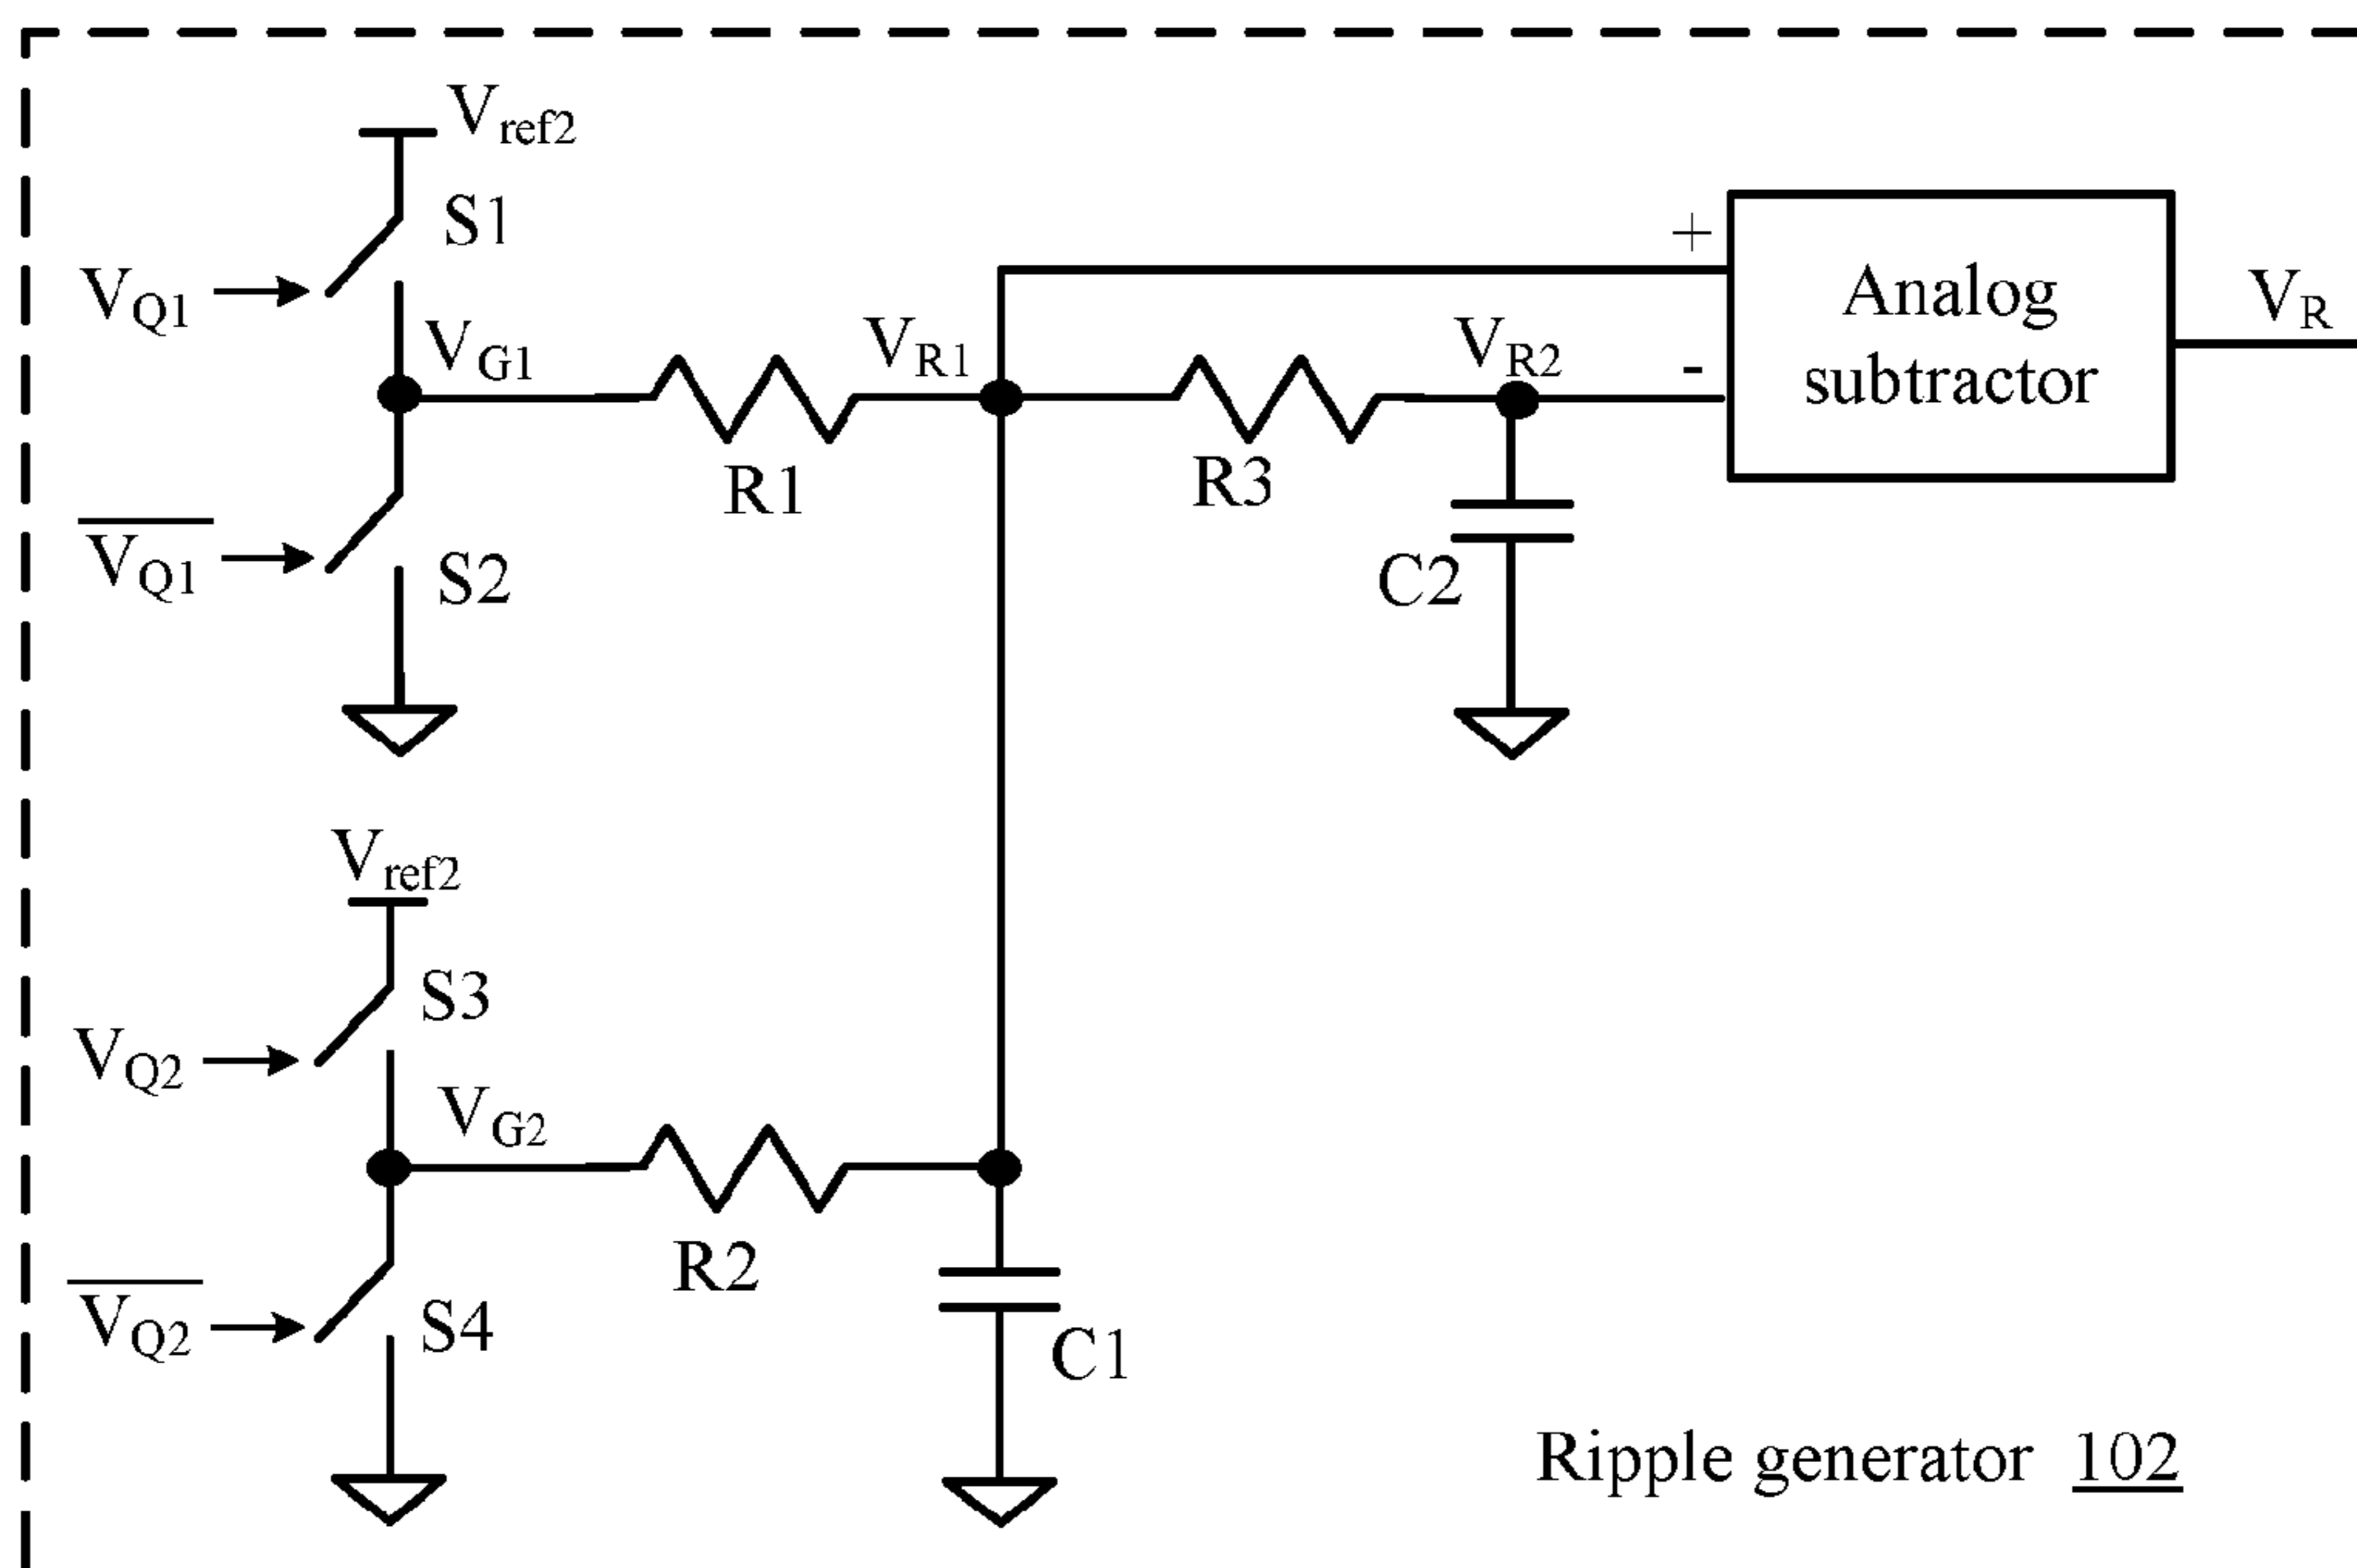 Vref2
S1
VQ1
VG1
R1
VR1
R3
VR2
+
-
Analog
subtractor
VR
VQ1
S2
C2
Vref2
S3
VQ2
VG2
R2
VQ2
S4
C1
Ripple generator 102